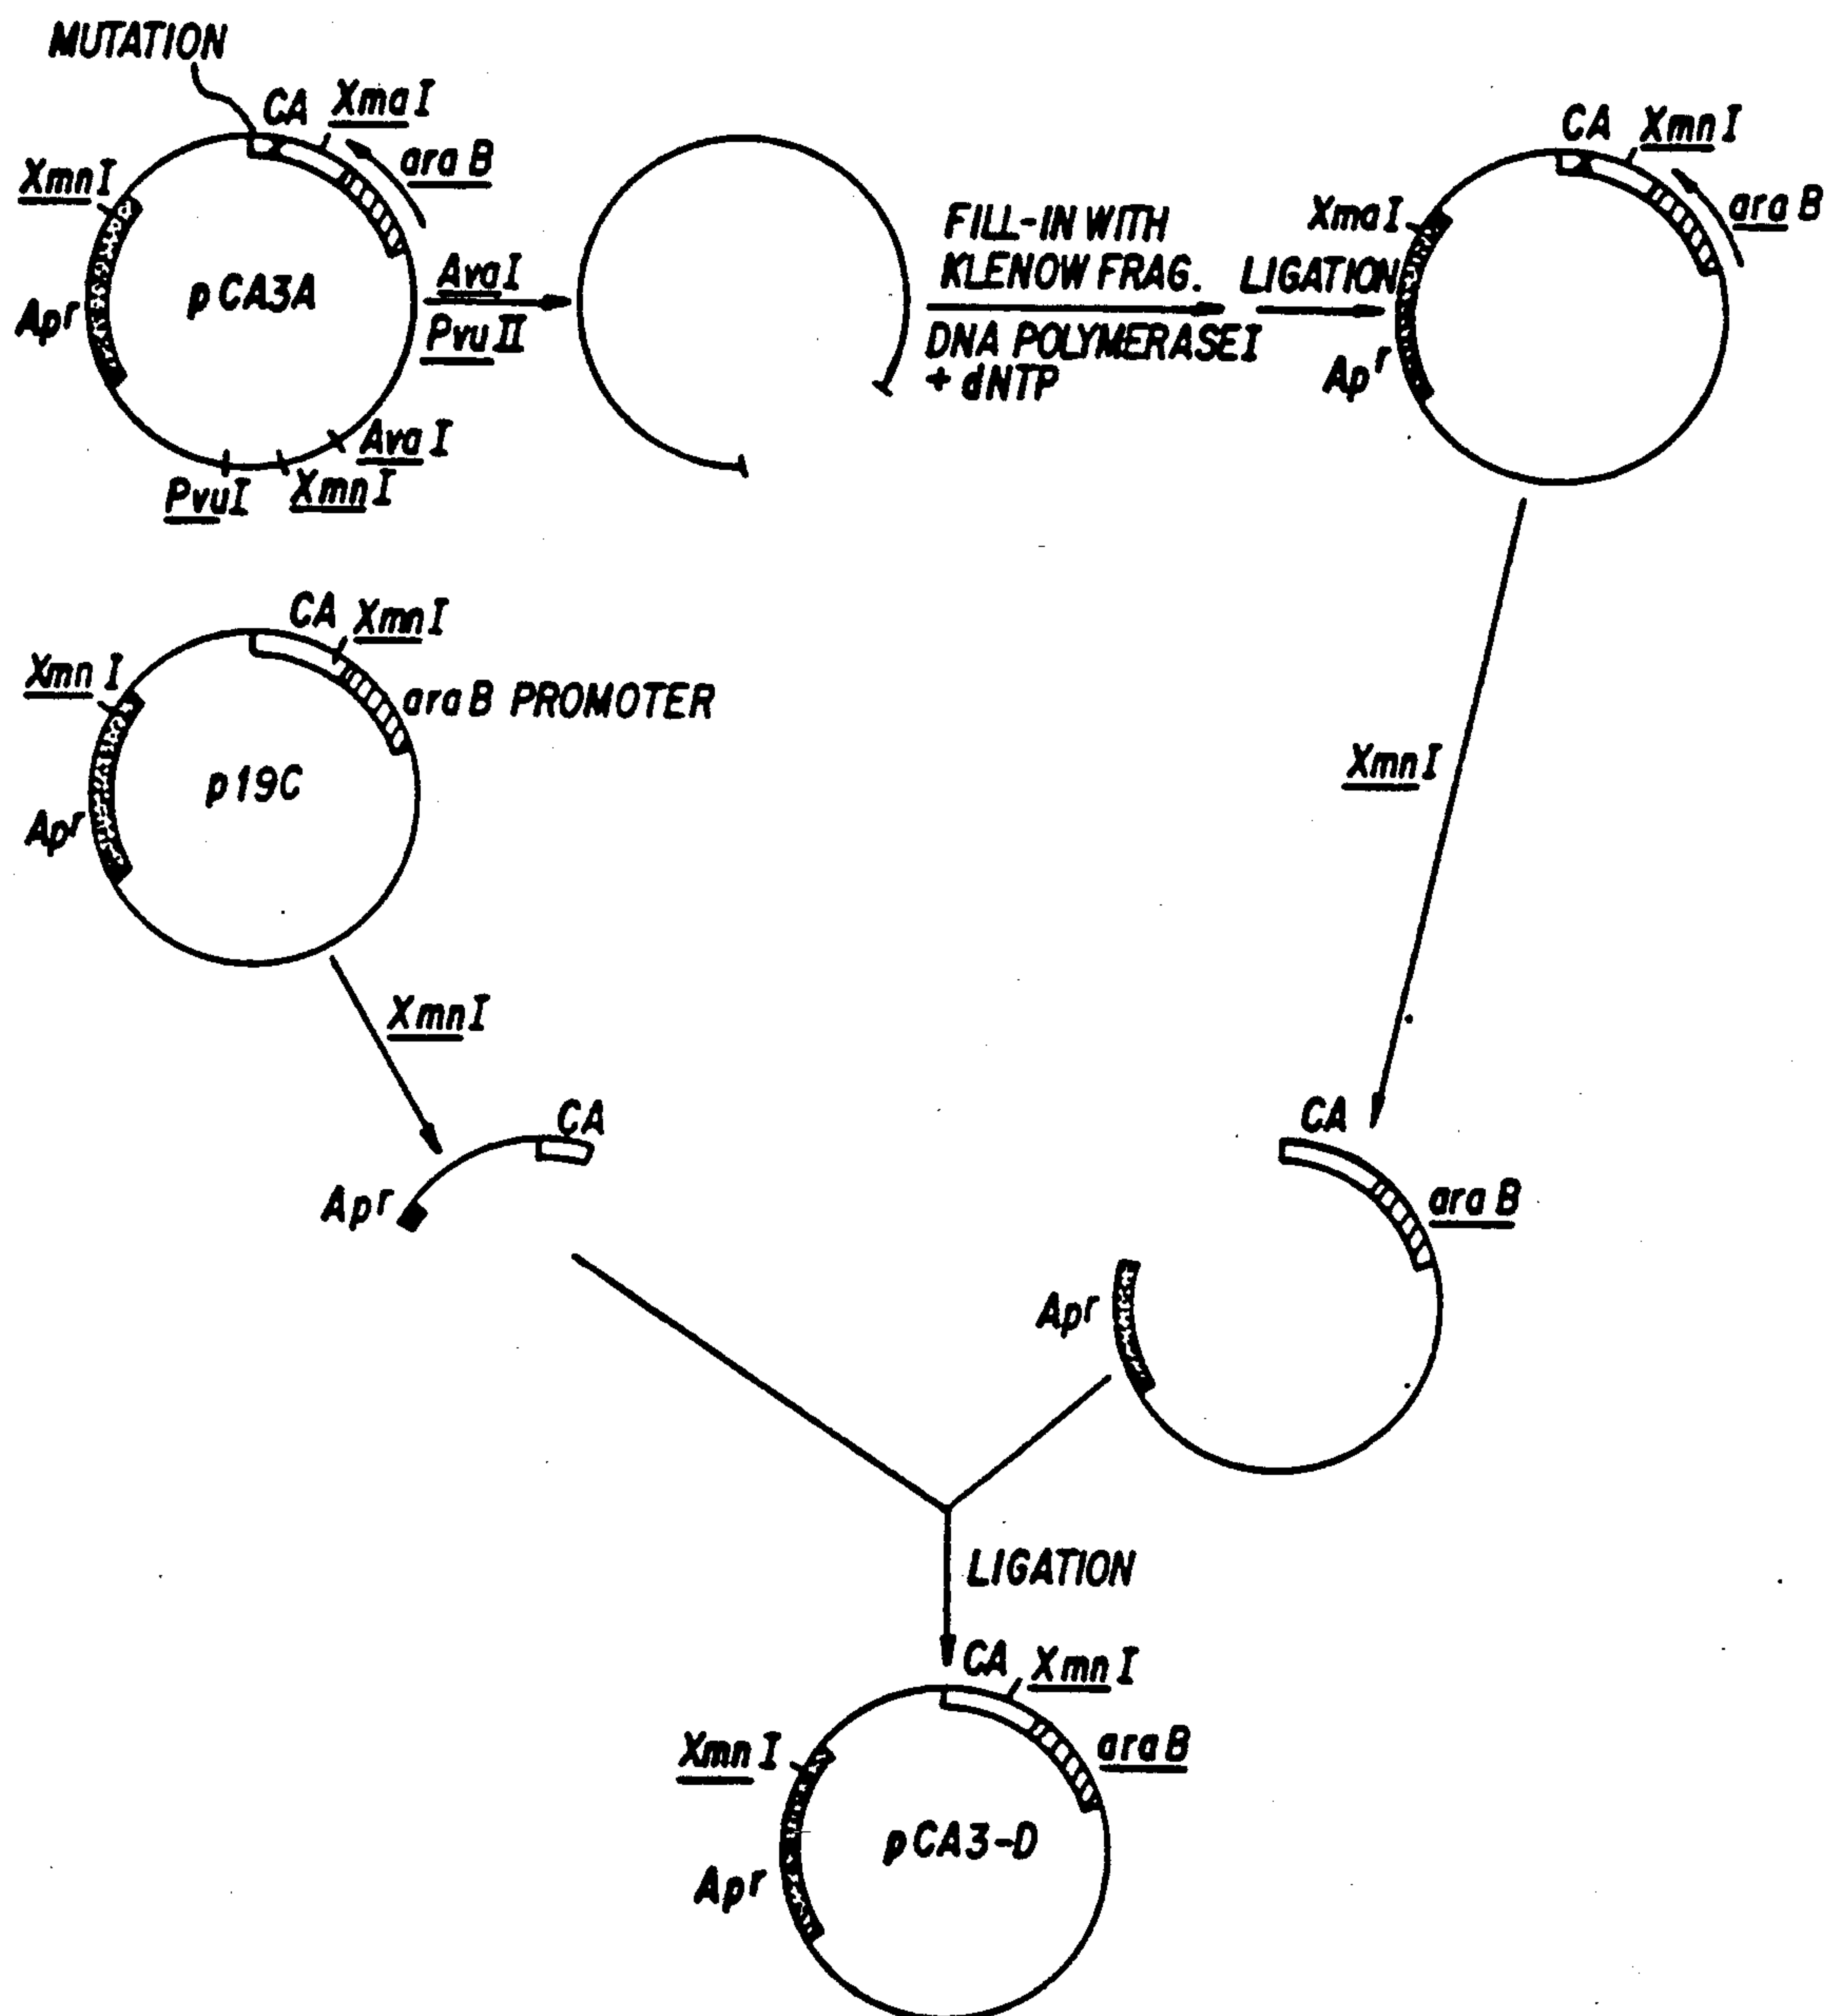 MUTATION
CA XmaI
araB
XmnI
pCA3A
Apr
AvaI
PvuII
AvaI
PvuI XmnI
FILL-IN WITH
KLENOW FRAG.
DNA POLYMERASEI
+ dNTP
LIGATION
CA XmnI
araB
XmaI
Apr
CA XmnI
XmnI
araB PROMOTER
p19C
Apr
XmnI
XmnI
CA
Apr
CA
araB
Apr
LIGATION
CA XmnI
XmnI
araB
pCA3-D
Apr